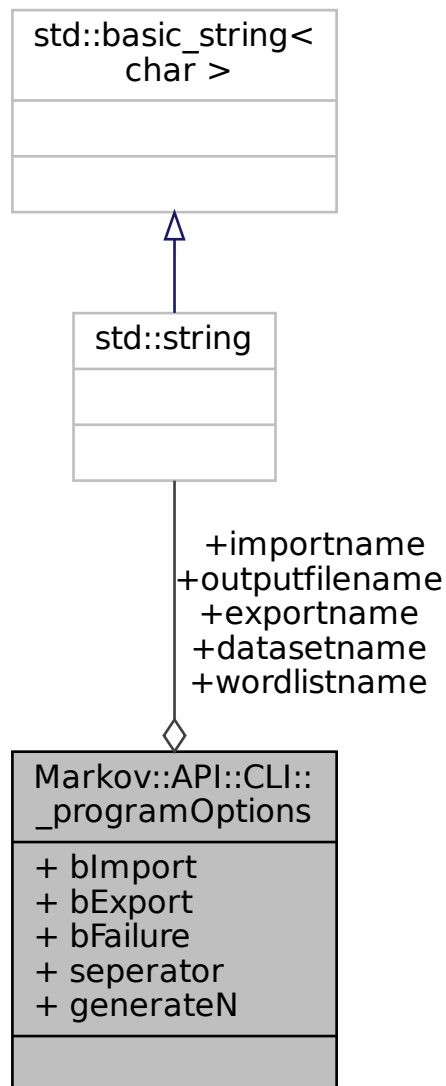 std::basic_string<
char >
std::string
+importname
+outputfilename
+exportname
+datasetname
+wordlistname
Markov::API::CLI::
_programOptions
+ bImport
+ bExport
+ bFailure
+ seperator
+ generateN